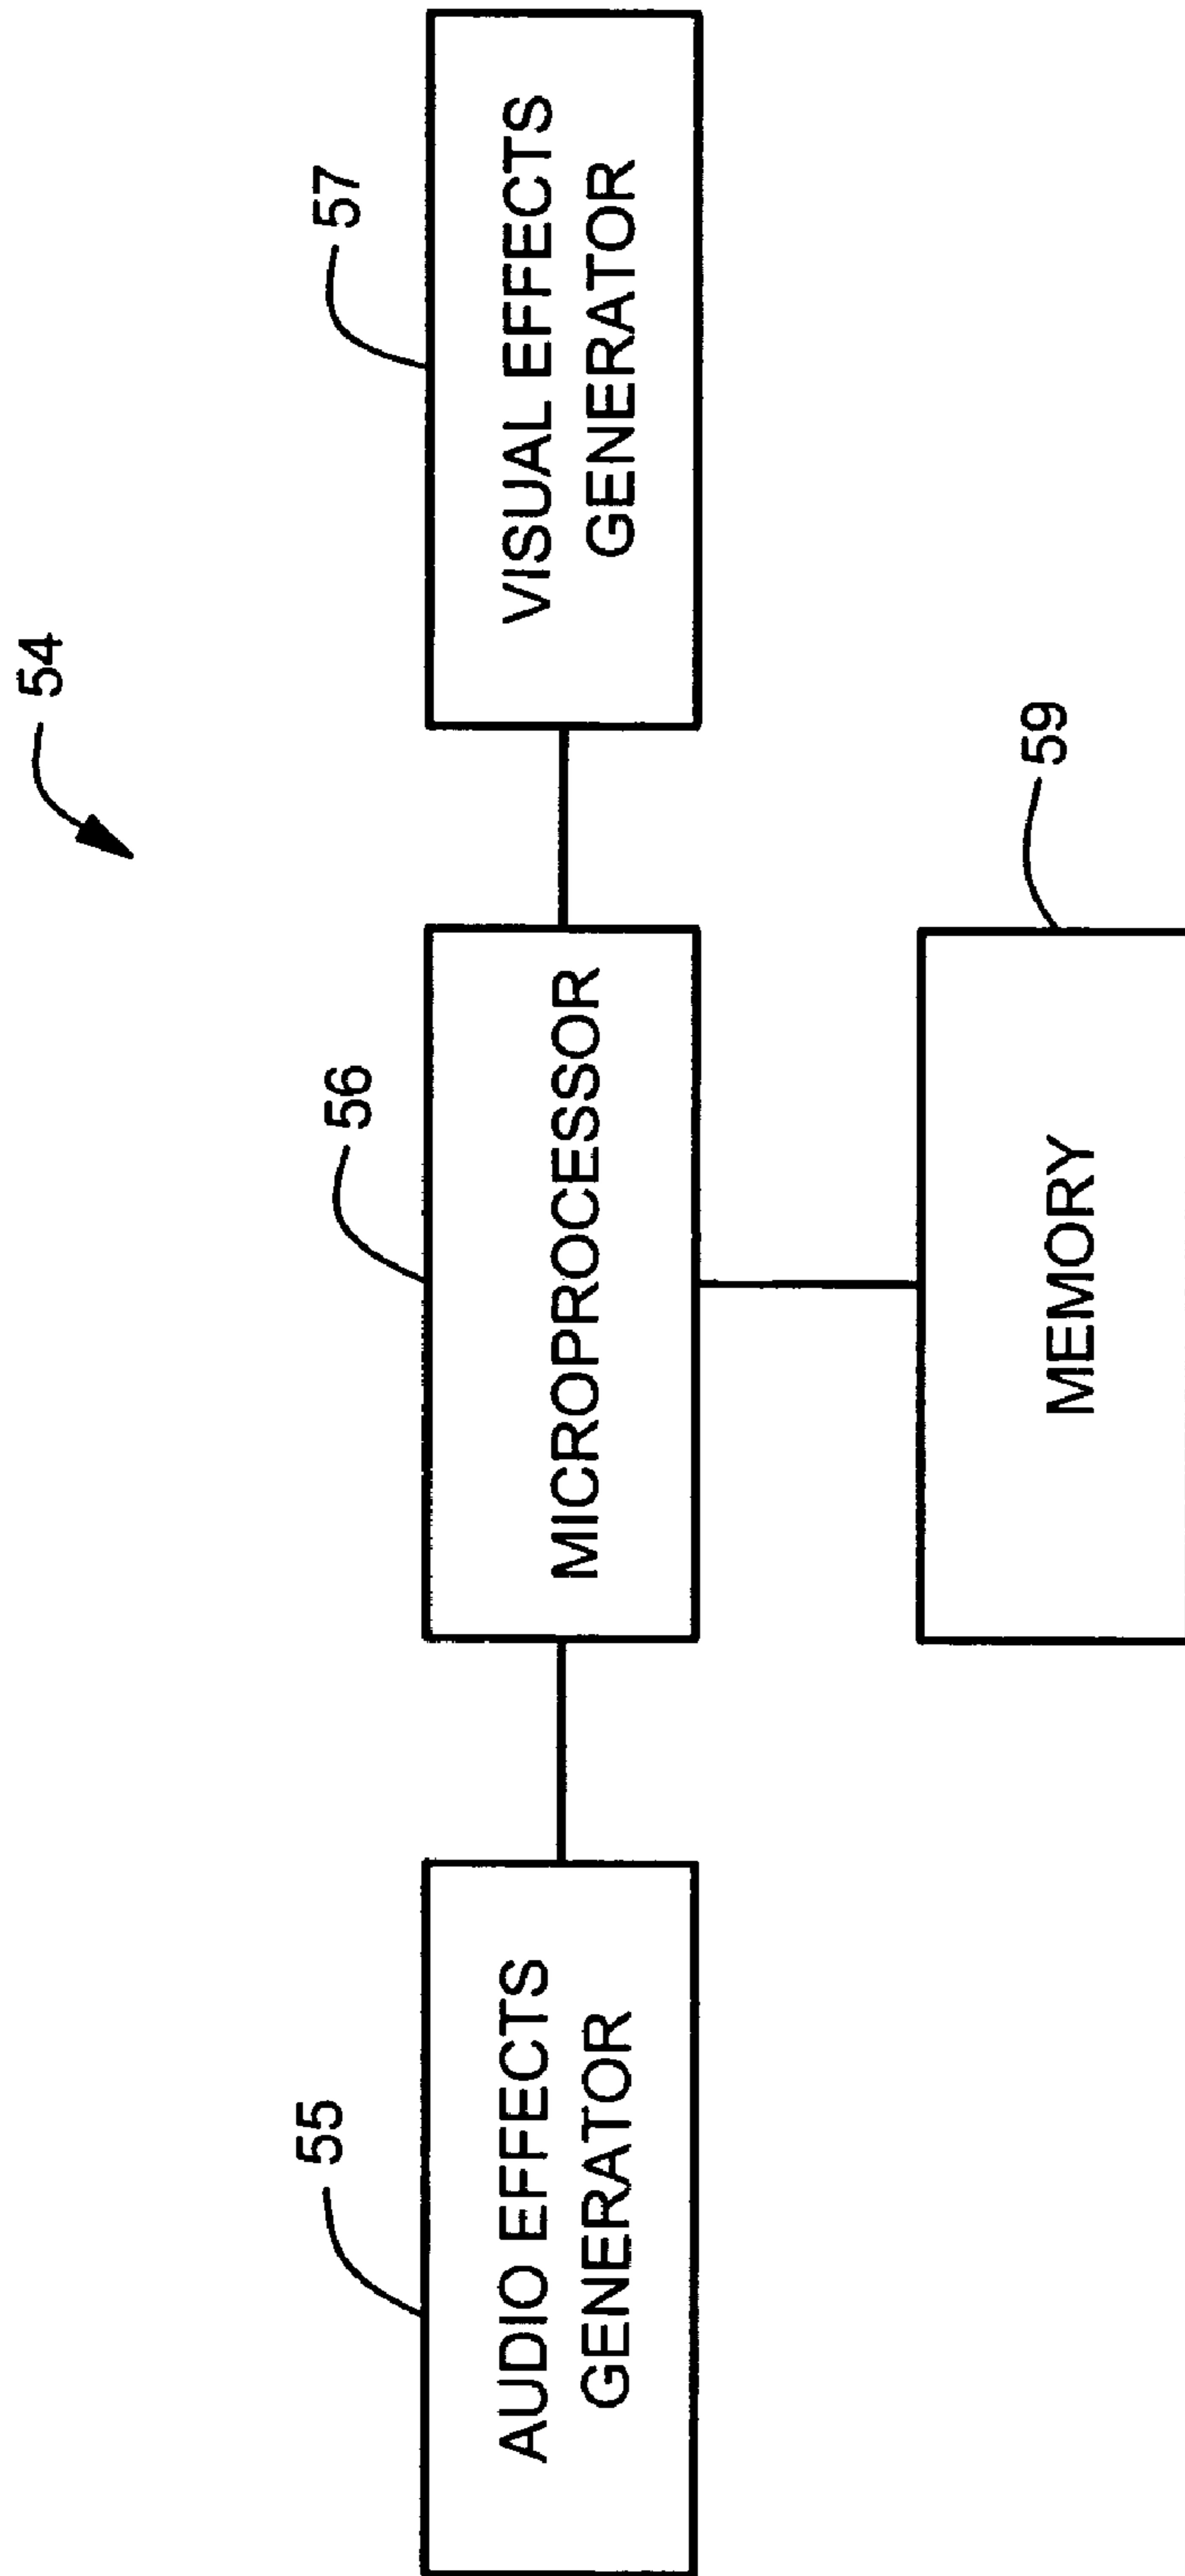 54
55
56
57
AUDIO EFFECTS
GENERATOR
MICROPROCESSOR
VISUAL EFFECTS
GENERATOR
59
MEMORY